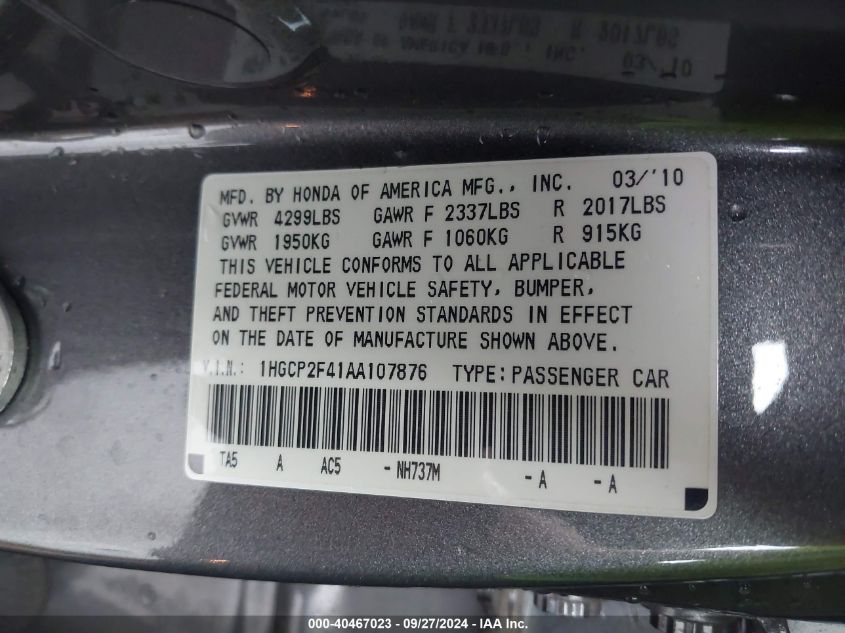 MFD. BY HONDA OF AMERICA MFG., INC. 03/'10
GVWR 4299LBS GAWR F 2337LBS R 2017LBS
GVWR 1950KG GAWR F 1060KG R 915KG
THIS VEHICLE CONFORMS TO ALL APPLICABLE
FEDERAL MOTOR VEHICLE SAFETY, BUMPER,
AND THEFT PREVENTION STANDARDS IN EFFECT
ON THE DATE OF MANUFACTURE SHOWN ABOVE.
V.I.N.: 1HGCP2F41AA107876 TYPE: PASSENGER CAR
TA5 A AC5 - NH737M - A - A
000-40467023 - 09/27/2024 - IAA Inc.